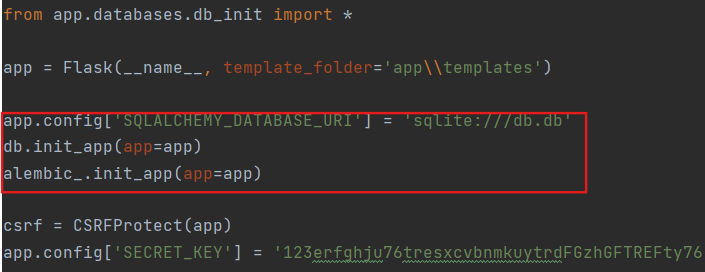 from app.databases.db_init import *
app = Flask(__name__, template_folder='app\\templates')
app.config['SQLALCHEMY_DATABASE_URI'] = 'sqlite:///db.db'
db.init_app(app=app)
alembic_.init_app(app=app)
csrf = CSRFProtect(app)
app.config['SECRET_KEY'] = '123erfghju76tresxcvbnmkuytrdFGzhGFTREFty76